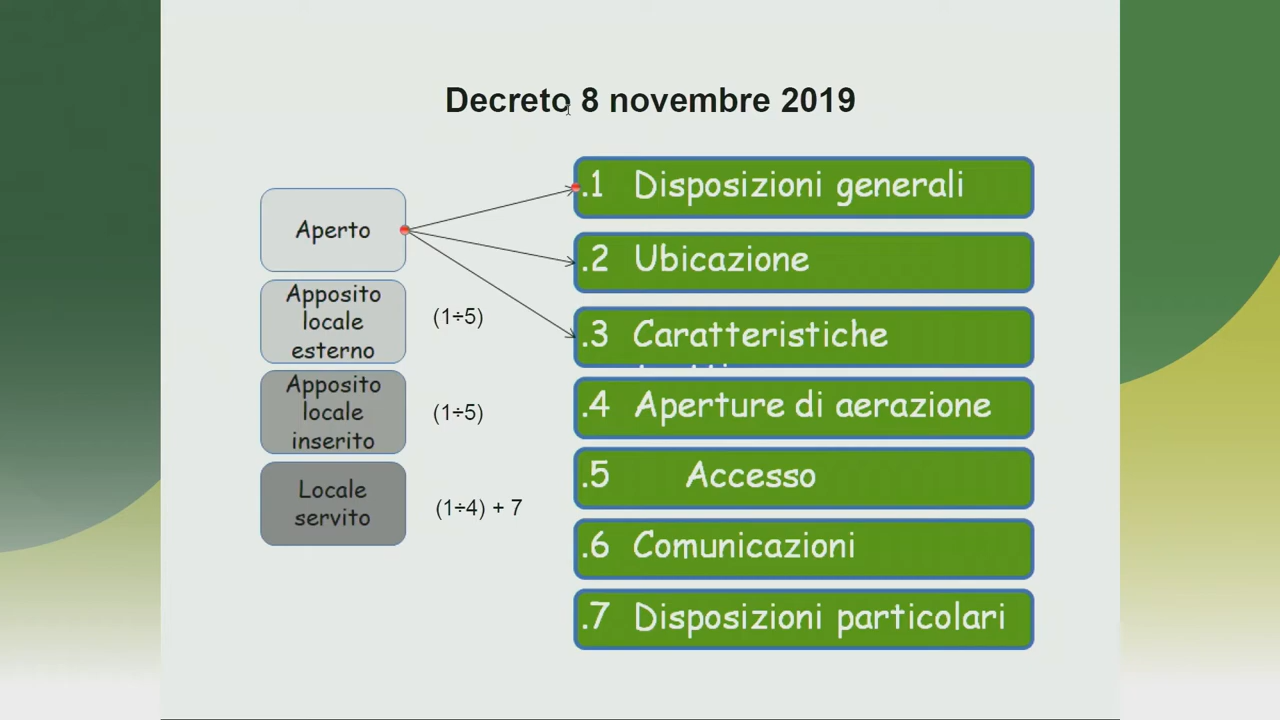 Decreto 8 novembre 2019
Aperto
Apposito
locale
esterno
(1÷5)
Apposito
locale
inserito
(1÷5)
Locale
servito
(1÷4) + 7
.1 Disposizioni generali
.2 Ubicazione
.3 Caratteristiche
.4 Aperture di aerazione
.5 Accesso
.6 Comunicazioni
.7 Disposizioni particolari